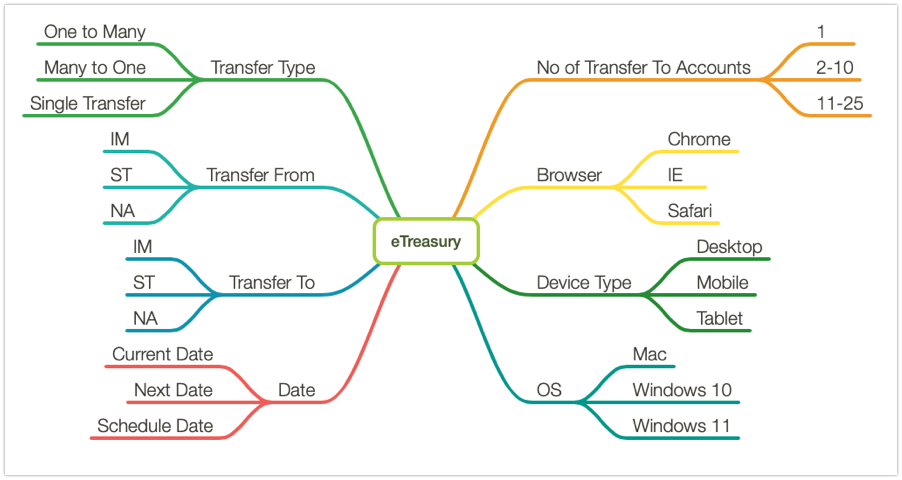 One to Many
Many to One
Single Transfer
Transfer Type
IM
ST
NA
Transfer From
IM
ST
NA
Transfer To
Current Date
Next Date
Schedule Date
Date
eTreasury
No of Transfer To Accounts
1
2-10
11-25
Browser
Chrome
IE
Safari
Device Type
Desktop
Mobile
Tablet
OS
Mac
Windows 10
Windows 11